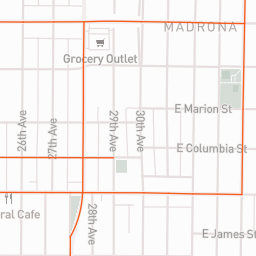 MADRONA
Grocery Outlet
E Marion St
26th Ave
27th Ave
29th Ave
30th Ave
E Columbia St
ral Cafe
28th Ave
E James St